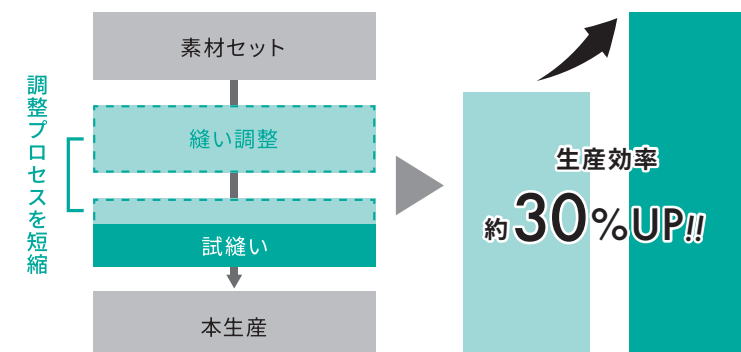 調整プロセスを短縮
素材セット
縫い調整
試縫い
本生産
生産効率
約30%UP!!